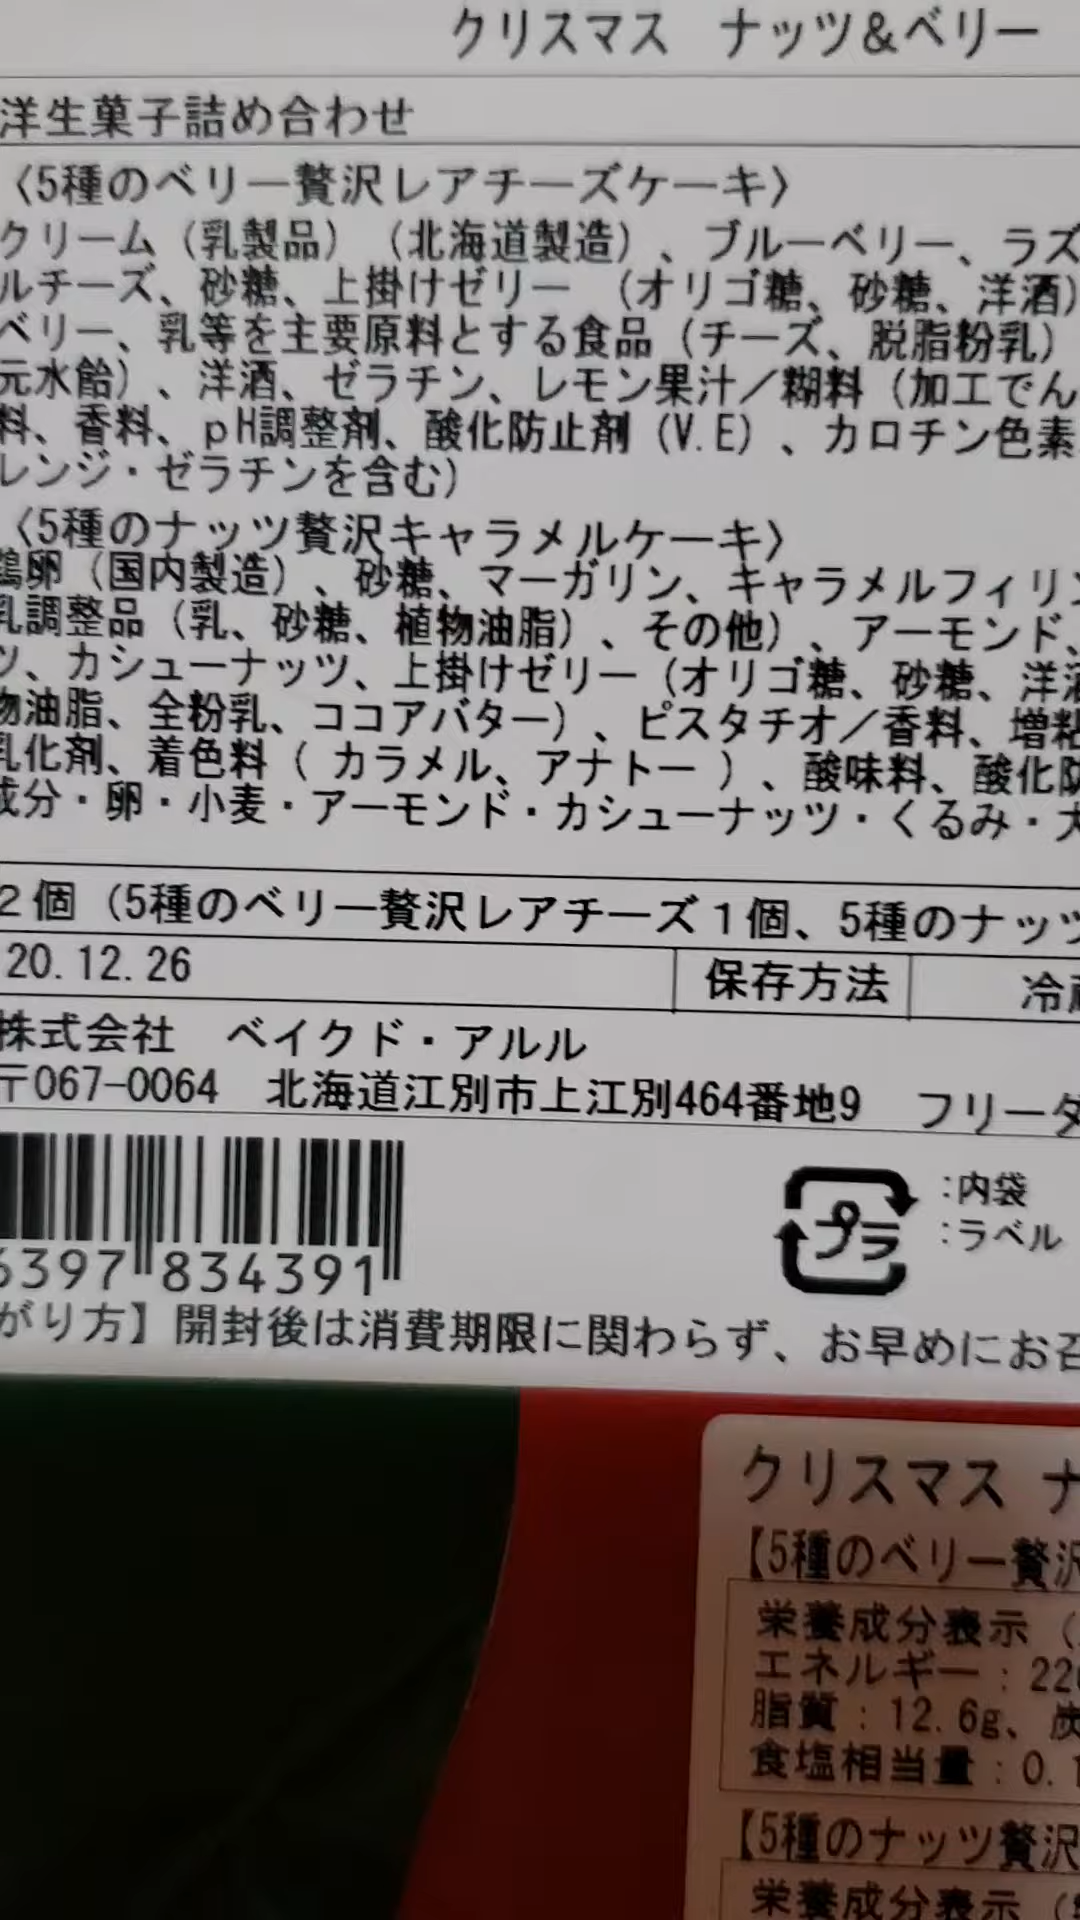 クリスマス ナッツ&ベリー
洋生菓子詰め合わせ
〈5種のベリー贅沢レアチーズケーキ〉
クリーム（乳製品）（北海道製造）、ブルーベリー、ラズ
ルチーズ、砂糖、上掛けゼリー （オリゴ糖、砂糖、洋酒）
ベリー、乳等を主要原料とする食品（チーズ、脱脂粉乳）
元水飴）、洋酒、ゼラチン、レモン果汁／糊料（加工でん
料、香料、pH調整剤、酸化防止剤（V.E）、カロチン色素
レンジ・ゼラチンを含む）
〈5種のナッツ贅沢キャラメルケーキ〉
鶏卵（国内製造）、砂糖、マーガリン、キャラメルフィリン
乳調整品（乳、砂糖、植物油脂）、その他）、アーモンド、
ツ、カシューナッツ、上掛けゼリー（オリゴ糖、砂糖、洋酒
物油脂、全粉乳、ココアバター）、ピスタチオ／香料、増粘
乳化剤、着色料（ カラメル、アナトー ）、酸味料、酸化防
成分・卵・小麦・アーモンド・カシューナッツ・くるみ・大
2個（5種のベリー贅沢レアチーズ1個、5種のナッツ
20.12.26 保存方法 冷蔵
株式会社 ベイクド・アルル
〒067-0064 北海道江別市上江別464番地9 フリーダ
:内袋
:ラベル
プラ
6397 834391
がり方】開封後は消費期限に関わらず、お早めにお召
クリスマス ナ
【5種のベリー贅沢
栄養成分表示（
エネルギー：22
脂質：12.6g、炭
食塩相当量：0.1
【5種のナッツ贅沢
栄養成分表示（